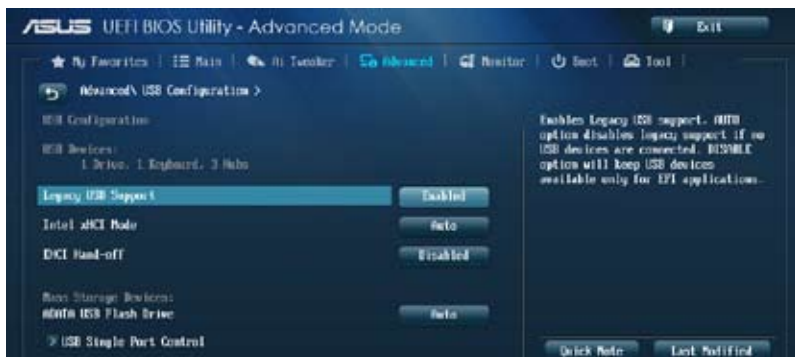 ASUS UEFI BIOS Utility - Advanced Mode
Exit
My Favorites
Main
Ai Tweaker
Advanced
Monitor
Boot
Tool
Advanced\ USB Configuration >
USB Configuration
USB Devices:
1 Drive, 1 Keyboard, 3 Hubs
Legacy USB Support
Enabled
Intel xHCI Mode
Auto
EHCI Hand-off
Disabled
Mass Storage Devices:
ADATA USB Flash Drive
Auto
> USB Single Port Control
Enables Legacy USB support. AUTO
option disables legacy support if no
USB devices are connected. DISABLE
option will keep USB devices
available only for EFI applications.
Quick Note
Last Modified